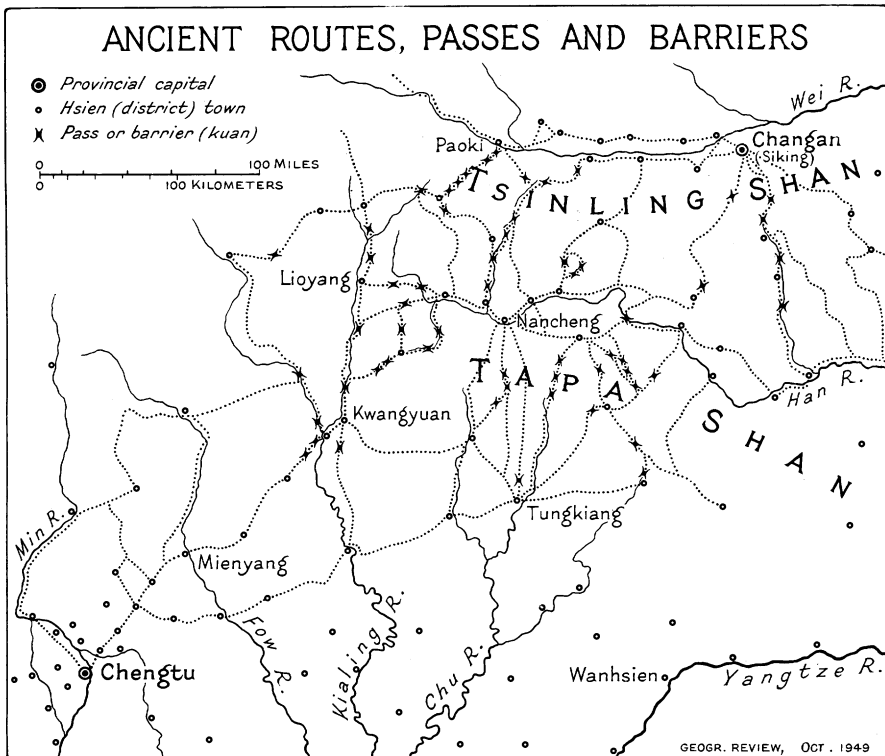 ANCIENT ROUTES, PASSES AND BARRIERS
Provincial capital
Hsien (district) town
Pass or barrier (kuan)
0 100 MILES
0 100 KILOMETERS
Wei R.
Paoki
Changan
(Siking)
TSINLING SHAN
Lioyang
Nancheng
TAPA SHAN
Han R.
Kwangyuan
Min R.
Tungkiang
Mienyang
Fow R.
Kialing R.
Chu R.
Chengtu
Wanhsien
Yangtze R.
GEOGR. REVIEW, OCT. 1949